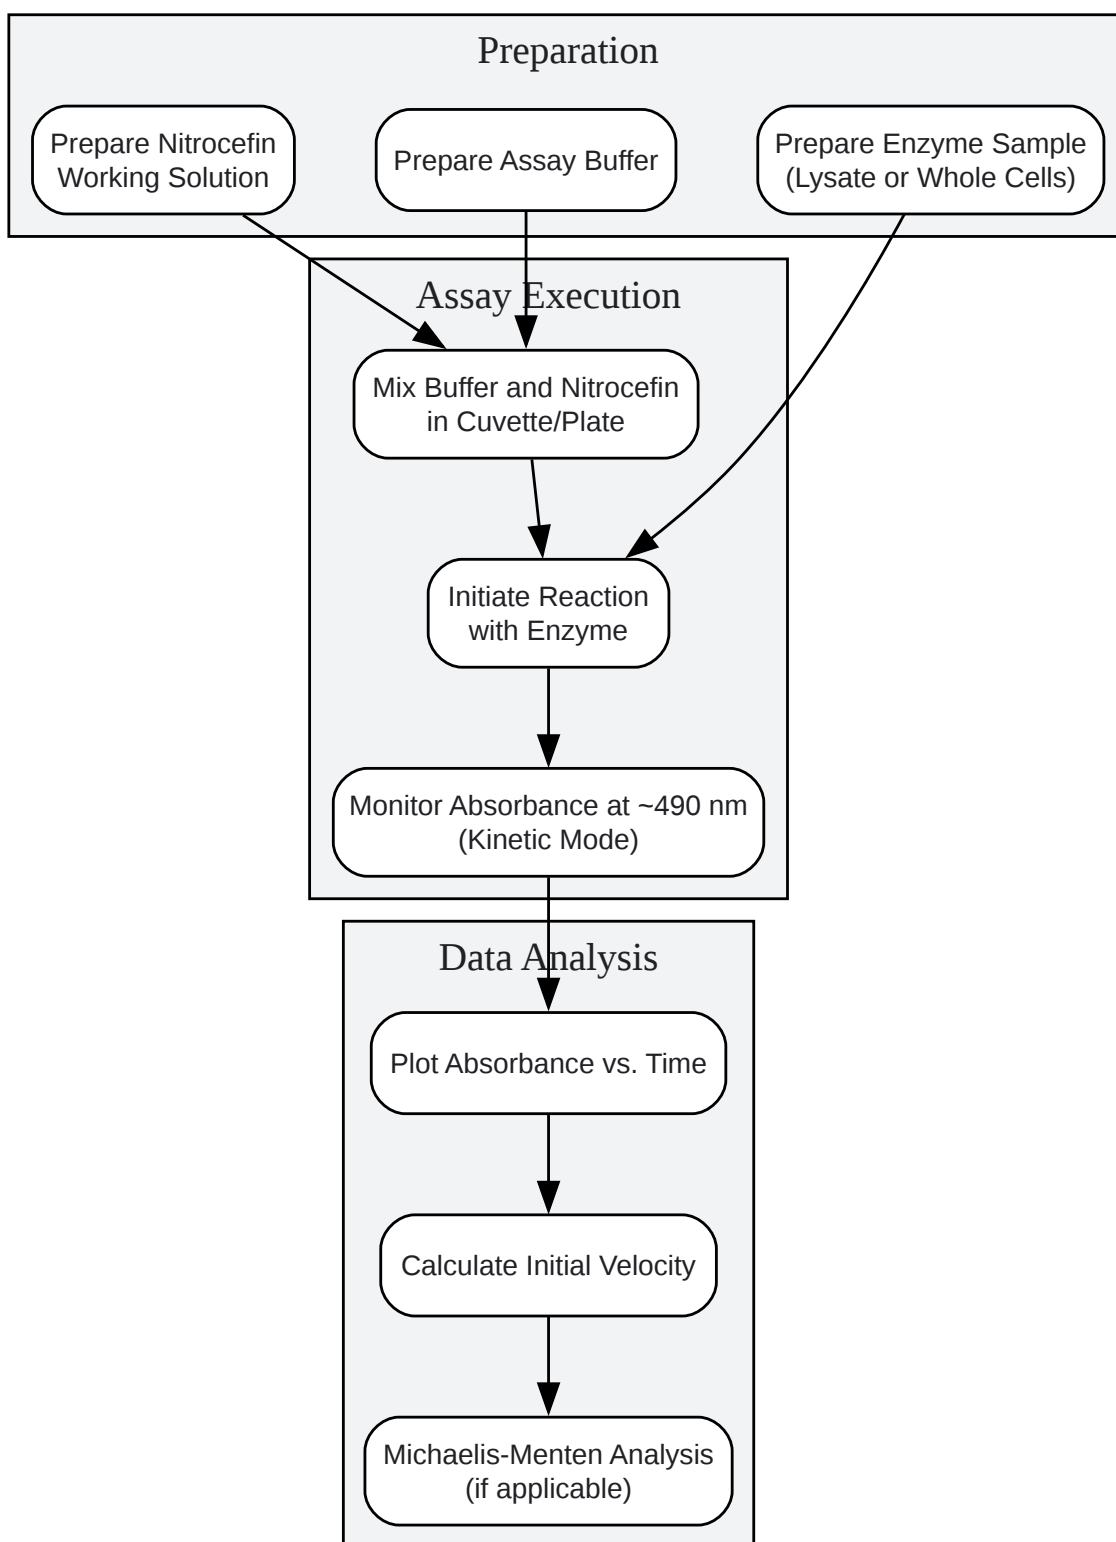 Preparation
Prepare Nitrocefin
Working Solution
Prepare Assay Buffer
Prepare Enzyme Sample
(Lysate or Whole Cells)
Assay Execution
Mix Buffer and Nitrocefin
in Cuvette/Plate
Initiate Reaction
with Enzyme
Monitor Absorbance at ~490 nm
(Kinetic Mode)
Data Analysis
Plot Absorbance vs. Time
Calculate Initial Velocity
Michaelis-Menten Analysis
(if applicable)